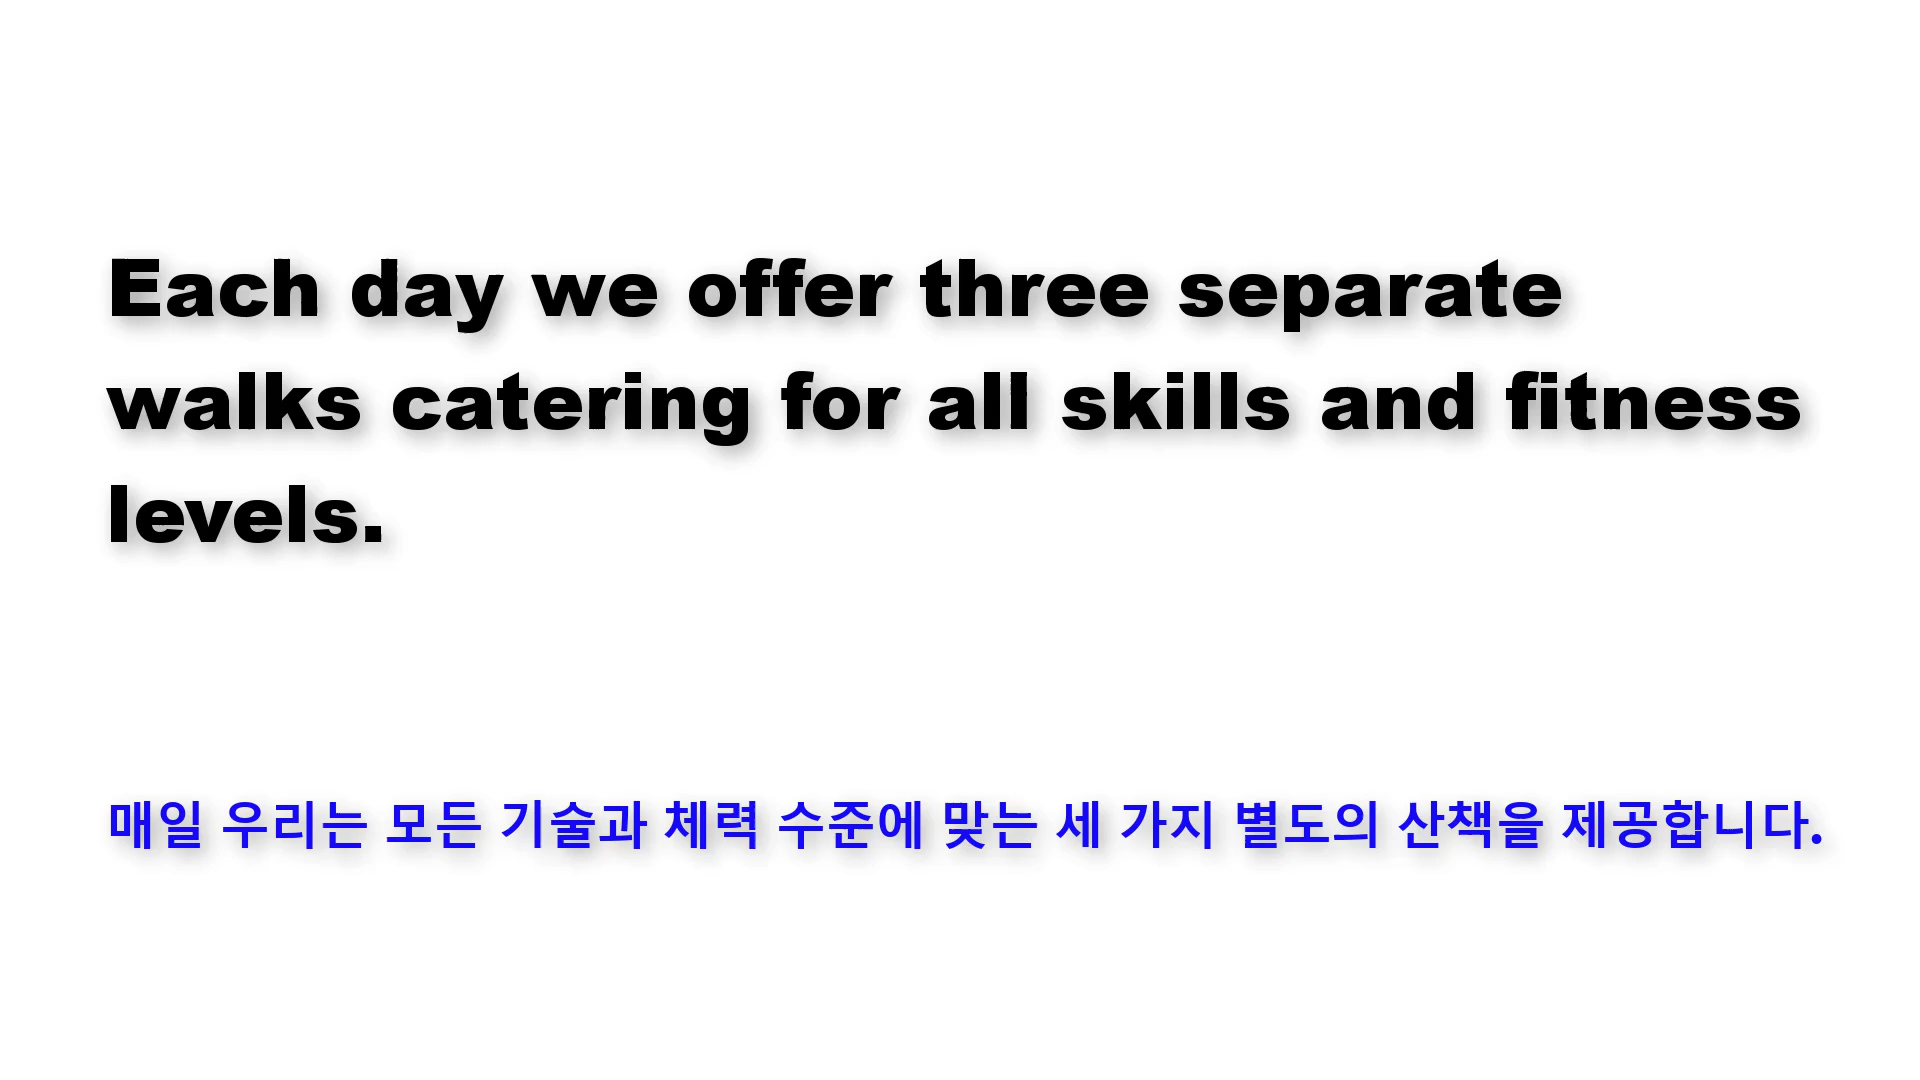 Each day we offer three separate
walks catering for all skills and fitness
levels.
매일 우리는 모든 기술과 체력 수준에 맞는 세 가지 별도의 산책을 제공합니다.